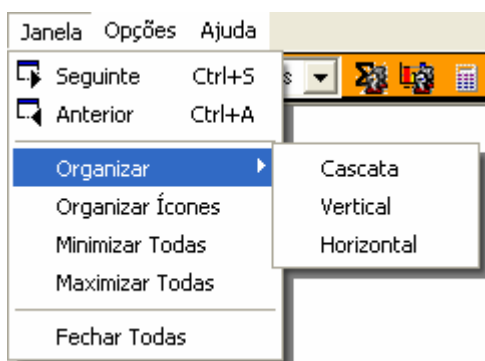 Janela Opções Ajuda
Seguinte Ctrl+S
Anterior Ctrl+A
Organizar
Cascata
Organizar Ícones
Vertical
Minimizar Todas
Horizontal
Maximizar Todas
Fechar Todas